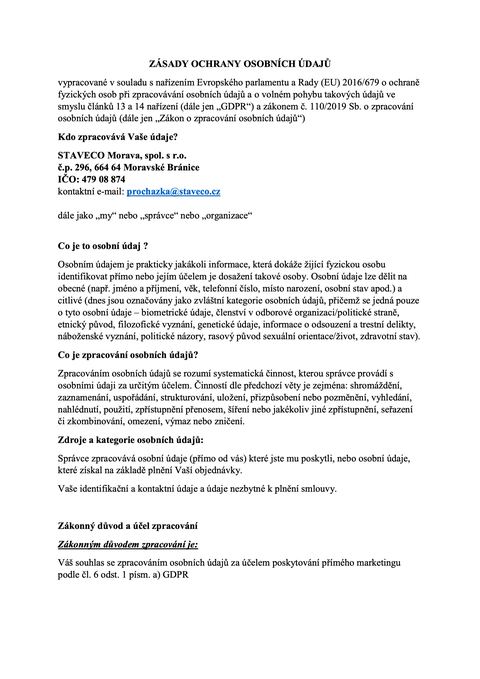 ZÁSADY OCHRANY OSOBNÍCH ÚDAJŮ
vypracované v souladu s nařízením Evropského parlamentu a Rady (EU) 2016/679 o ochraně
fyzických osob při zpracovávání osobních údajů a o volném pohybu takových údajů ve
smyslu článků 13 a 14 nařízení (dále jen „GDPR“) a zákonem č. 110/2019 Sb. o zpracování
osobních údajů (dále jen „Zákon o zpracování osobních údajů“)
Kdo zpracovává Vaše údaje?
STAVECO Morava, spol. s r.o.
č.p. 296, 664 64 Moravské Bránice
IČO: 479 08 874
kontaktní e-mail: prochazka@staveco.cz
dále jako „my“ nebo „správce“ nebo „organizace“
Co je to osobní údaj ?
Osobním údajem je prakticky jakákoli informace, která dokáže žijící fyzickou osobu
identifikovat přímo nebo jejím účelem je dosažení takové osoby. Osobní údaje lze dělit na
obecné (např. jméno a příjmení, věk, telefonní číslo, místo narození, osobní stav apod.) a
citlivé (dnes jsou označovány jako zvláštní kategorie osobních údajů, přičemž se jedná pouze
o tyto osobní údaje – biometrické údaje, členství v odborové organizaci/politické straně,
etnický původ, filozofické vyznání, genetické údaje, informace o odsouzení a trestní delikty,
náboženské vyznání, politické názory, rasový původ sexuální orientace/život, zdravotní stav).
Co je zpracování osobních údajů?
Zpracováním osobních údajů se rozumí systematická činnost, kterou správce provádí s
osobními údaji za určitým účelem. Činností dle předchozí věty je zejména: shromáždění,
zaznamenání, uspořádání, strukturování, uložení, přizpůsobení nebo pozměnění, vyhledání,
nahlédnutí, použití, zpřístupnění přenosem, šíření nebo jakékoliv jiné zpřístupnění, seřazení
či zkombinování, omezení, výmaz nebo zničení.
Zdroje a kategorie osobních údajů:
Správce zpracovává osobní údaje (přímo od vás) které jste mu poskytli, nebo osobní údaje,
které získal na základě plnění Vaší objednávky.
Vaše identifikační a kontaktní údaje a údaje nezbytné k plnění smlouvy.
Zákonný důvod a účel zpracování
Zákonným důvodem zpracování je:
Váš souhlas se zpracováním osobních údajů za účelem poskytování přímého marketingu
podle čl. 6 odst. 1 písm. a) GDPR